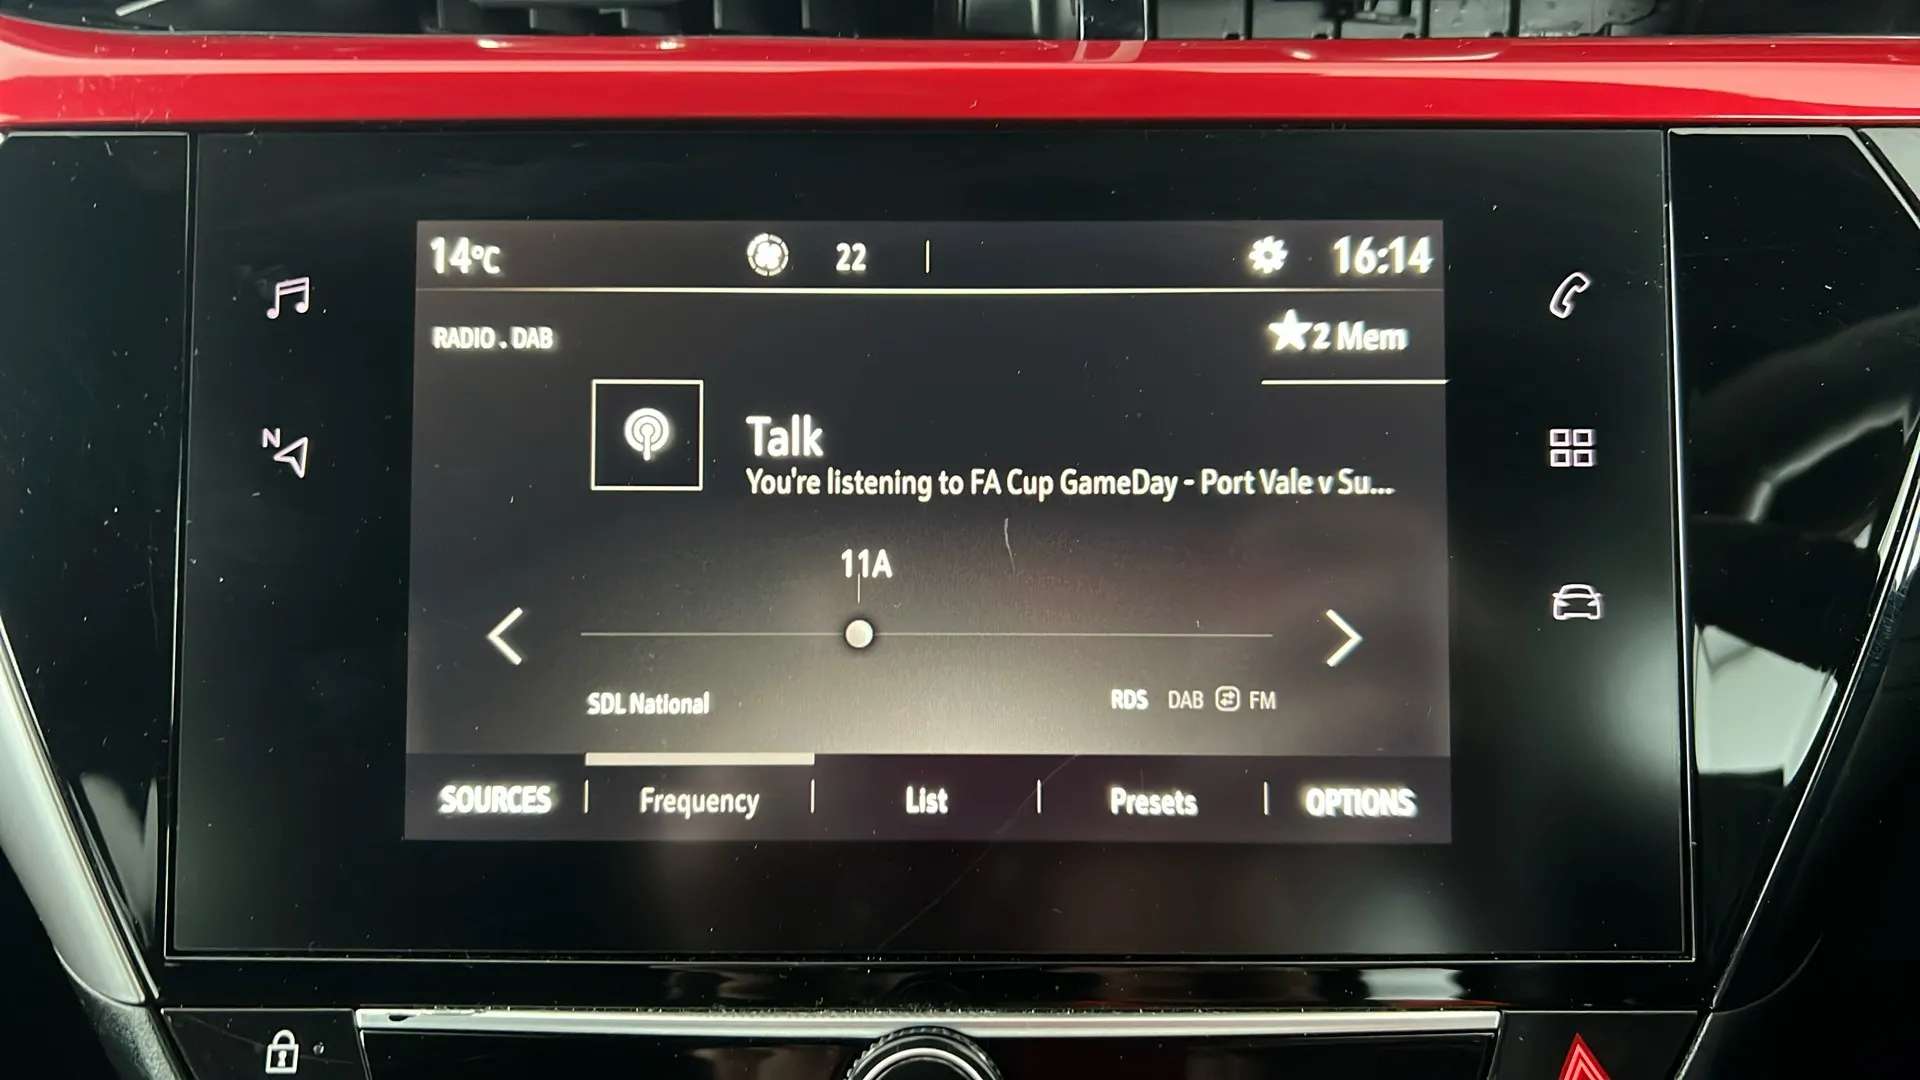 14°C 22 16:14
RADIO . DAB ★2 Mem
Talk
You're listening to FA Cup GameDay - Port Vale v Su...
N
11A
SDL National RDS DAB FM
SOURCES Frequency List Presets OPTIONS